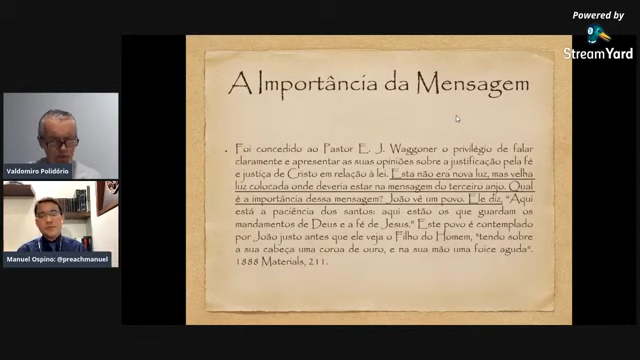 Powered by
StreamYard
A Importância da Mensagem
• Foi concedido ao Pastor E. J. Waggoner o privilégio de falar
claramente e apresentar as suas opiniões sobre a justificação pela fé
e justiça de Cristo em relação à lei. Esta não era nova luz, mas velha
luz colocada onde deveria estar na mensagem do terceiro anjo. Qual
é a importância dessa mensagem? João vê um povo. Ele diz, "Aqui
está a paciência dos santos: aqui estão os que guardam os
mandamentos de Deus e a fé de Jesus." Este povo é contemplado
por João justo antes que ele veja o Filho do Homem, "tendo sobre
a sua cabeça uma coroa de ouro, e na sua mão uma foice aguda".
1888 Materials, 211.
Valdomiro Polidório
Manuel Ospino: @preachmanuel